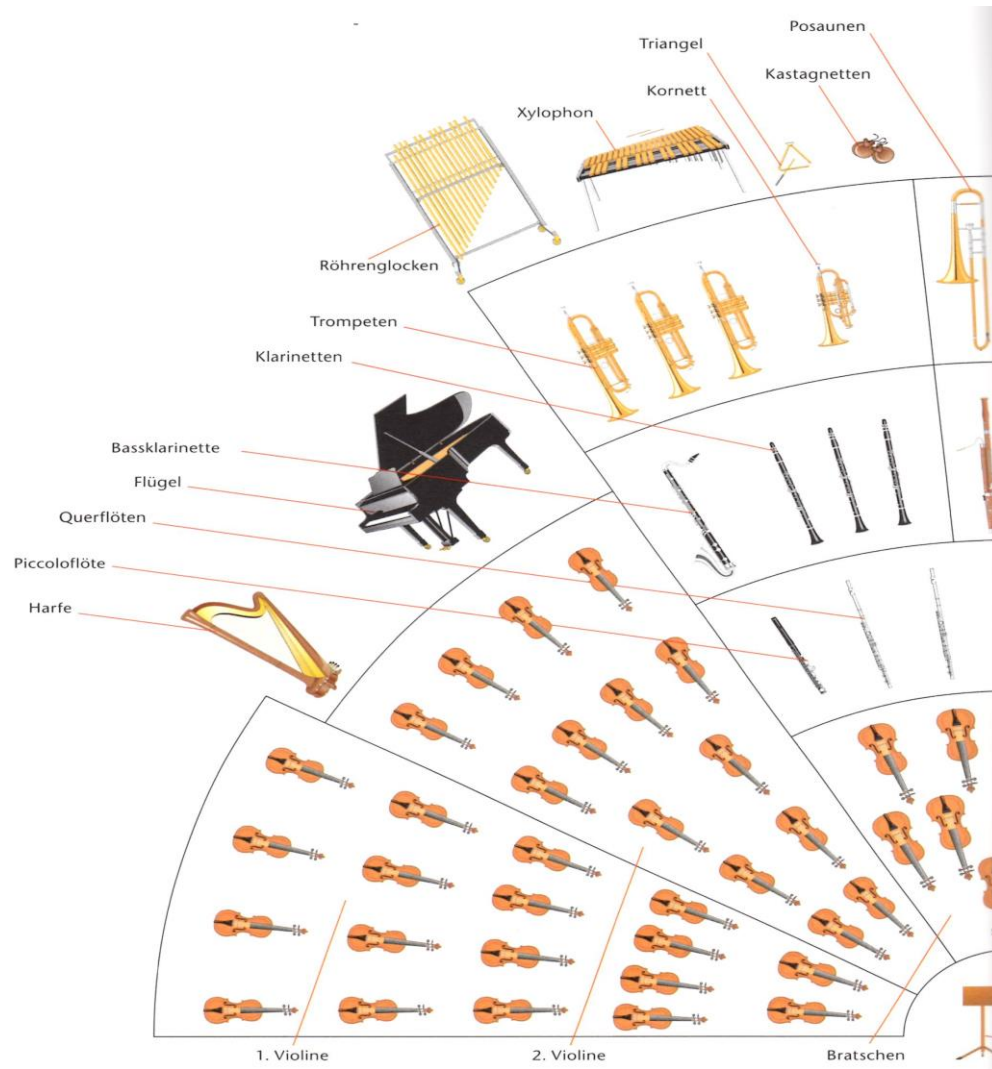 Posaunen
Triangel
Kastagnetten
Kornett
Xylophon
Röhrenglocken
Trompeten
Klarinetten
Bassklarinette
Flügel
Querflöten
Piccoloflöte
Harfe
1. Violine
2. Violine
Bratschen